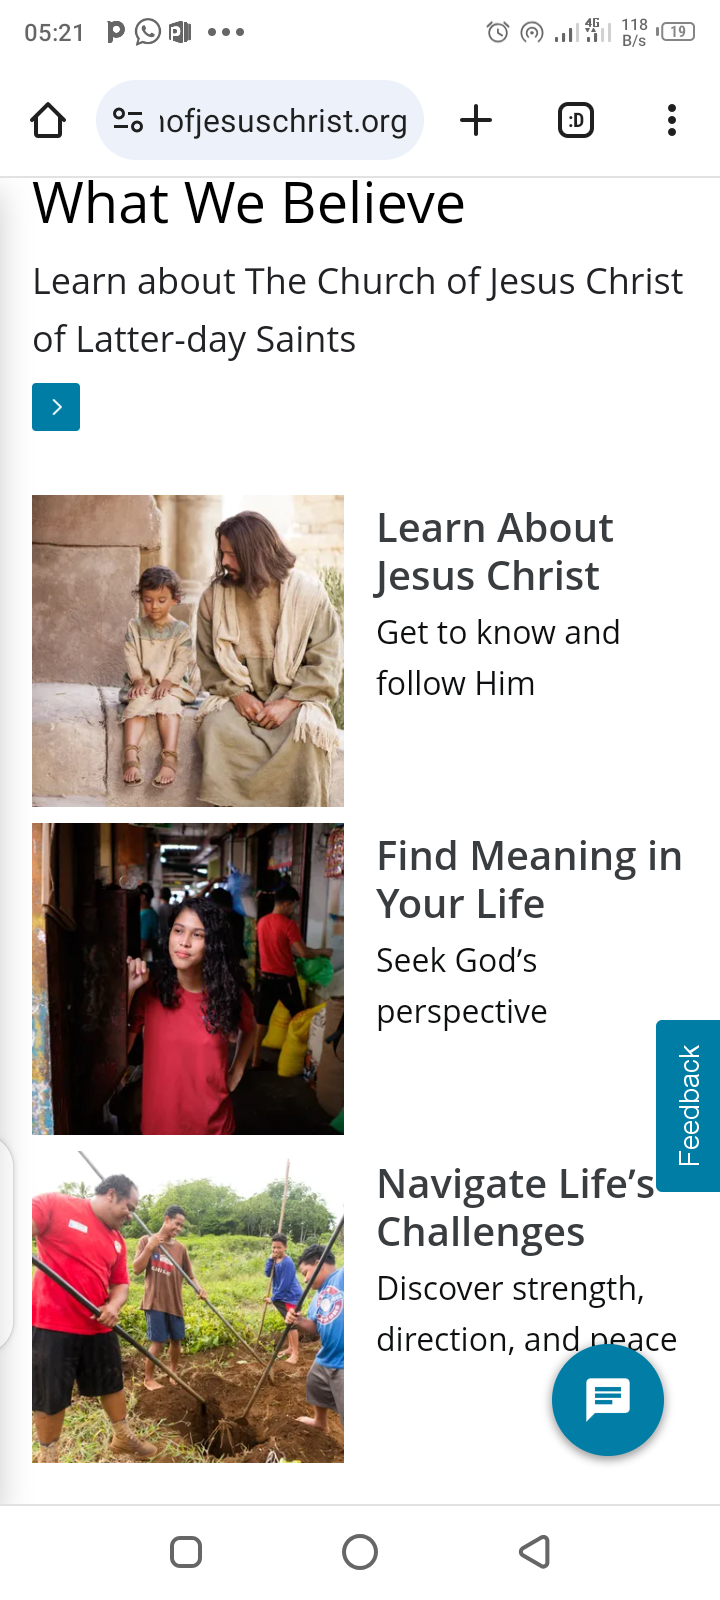 05:21
4G
118
B/s
19
nofjesuschrist.org
:D
What We Believe
Learn about The Church of Jesus Christ
of Latter-day Saints
Learn About
Jesus Christ
Get to know and
follow Him
Find Meaning in
Your Life
Seek God's
perspective
Feedback
Navigate Life's
Challenges
Discover strength,
direction, and peace